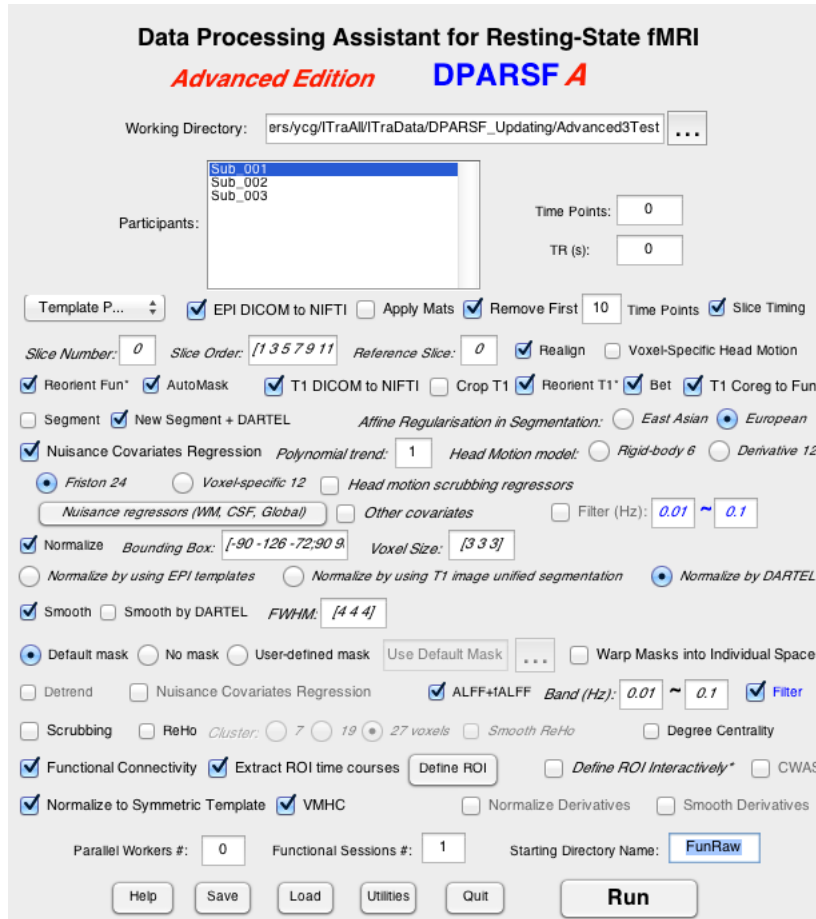 Data Processing Assistant for Resting-State fMRI
Advanced Edition DPARSF A
Working Directory: ers/ycg/ITraAll/ITraData/DPARSF_Updating/Advanced3Test ...
Sub_001
Sub_002
Sub_003
Participants:
Time Points: 0
TR (s): 0
Template P... EPI DICOM to NIFTI Apply Mats Remove First 10 Time Points Slice Timing
Slice Number: 0 Slice Order: [1 3 5 7 9 11 Reference Slice: 0 Realign Voxel-Specific Head Motion
Reorient Fun* AutoMask T1 DICOM to NIFTI Crop T1 Reorient T1* Bet T1 Coreg to Fun
Segment New Segment + DARTEL Affine Regularisation in Segmentation: East Asian European
Nuisance Covariates Regression Polynomial trend: 1 Head Motion model: Rigid-body 6 Derivative 12
Friston 24 Voxel-specific 12 Head motion scrubbing regressors
Nuisance regressors (WM, CSF, Global) Other covariates Filter (Hz): 0.01 ~ 0.1
Normalize Bounding Box: [-90 -126 -72;90 9 Voxel Size: [3 3 3]
Normalize by using EPI templates Normalize by using T1 image unified segmentation Normalize by DARTEL
Smooth Smooth by DARTEL FWHM: [4 4 4]
Default mask No mask User-defined mask Use Default Mask ... Warp Masks into Individual Space
Detrend Nuisance Covariates Regression ALFF+fALFF Band (Hz): 0.01 ~ 0.1 Filter
Scrubbing ReHo Cluster: 7 19 27 voxels Smooth ReHo Degree Centrality
Functional Connectivity Extract ROI time courses Define ROI Define ROI Interactively* CWAS
Normalize to Symmetric Template VMHC Normalize Derivatives Smooth Derivatives
Parallel Workers #: 0 Functional Sessions #: 1 Starting Directory Name: FunRaw
Help Save Load Utilities Quit Run